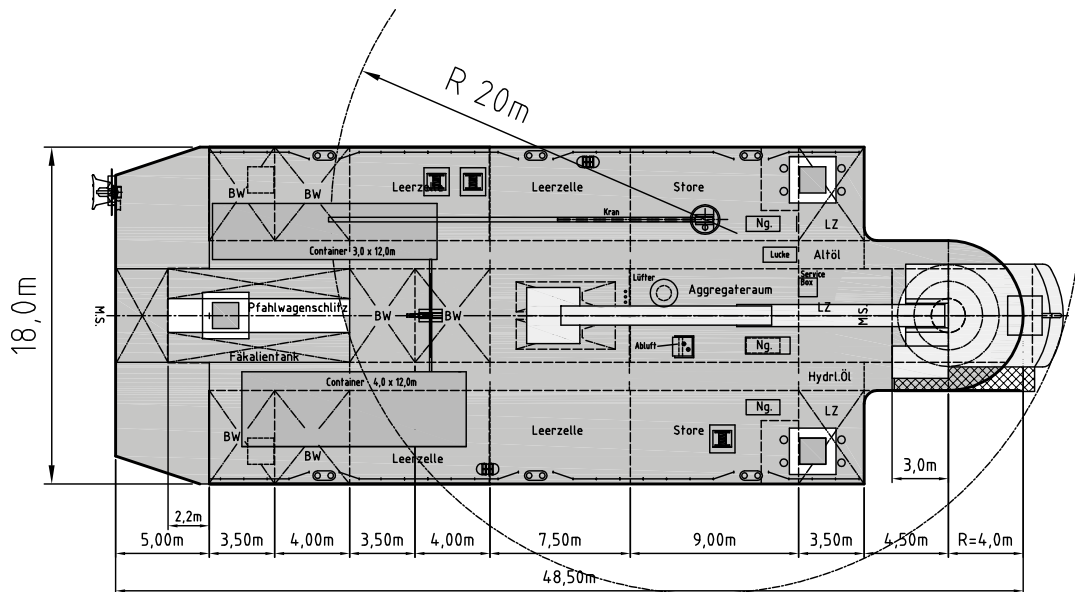 R 20m
18,0m
BW
BW
Leerzelle
Leerzelle
Store
Kran
Ng.
LZ
Container 3,0 x 12,0m
Lucke
Altöl
Lüfter
Service
Box
Aggregateraum
M.S.
Pfahlwagenschlitz
BW
BW
LZ
M.S.
Fäkalientank
Abluft
Ng.
Container 4,0 x 12,0m
Hydrl.Öl
Ng.
LZ
BW
BW
Leerzelle
Leerzelle
Store
3,0m
2,2m
5,00m
3,50m
4,00m
3,50m
4,00m
7,50m
9,00m
3,50m
4,50m
R=4,0m
48,50m